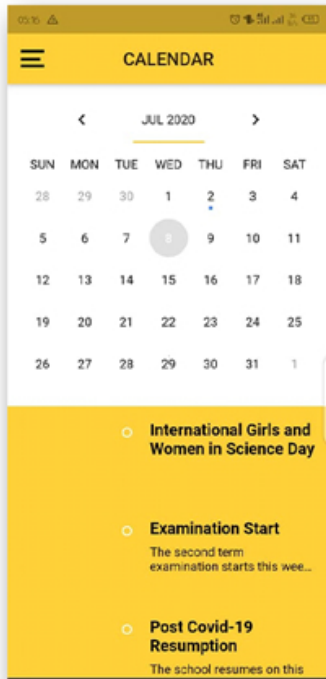 05:16
CALENDAR
< JUL 2020 >
SUN MON TUE WED THU FRI SAT
28 29 30 1 2 3 4
5 6 7 8 9 10 11
12 13 14 15 16 17 18
19 20 21 22 23 24 25
26 27 28 29 30 31 1
International Girls and
Women in Science Day
Examination Start
The second term
examination starts this wee...
Post Covid-19
Resumption
The school resumes on this